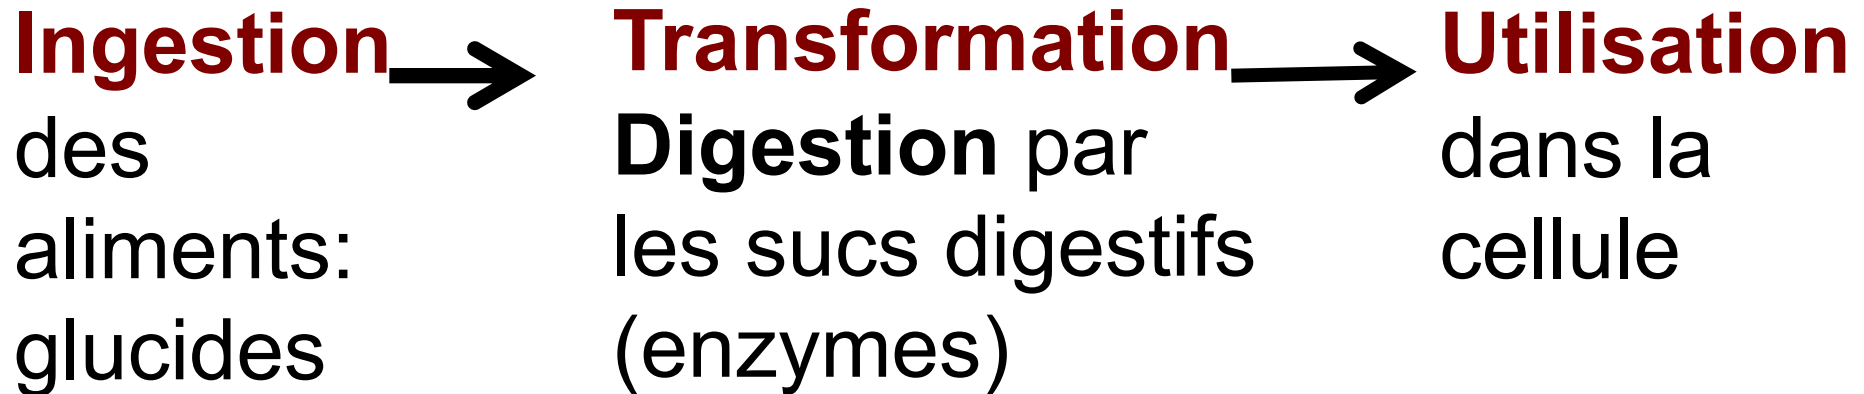 Ingestion
des
aliments:
glucides
Transformation
Digestion par
les sucs digestifs
(enzymes)
Utilisation
dans la
cellule